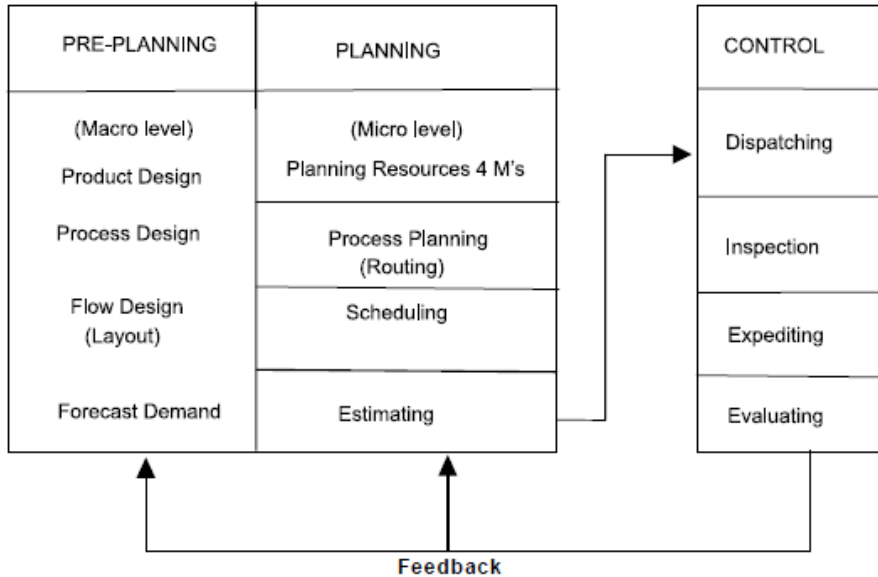 PRE-PLANNING
(Macro level)
Product Design
Process Design
Flow Design
(Layout)
Forecast Demand
PLANNING
(Micro level)
Planning Resources 4 M's
Process Planning
(Routing)
Scheduling
Estimating
CONTROL
Dispatching
Inspection
Expediting
Evaluating
Feedback